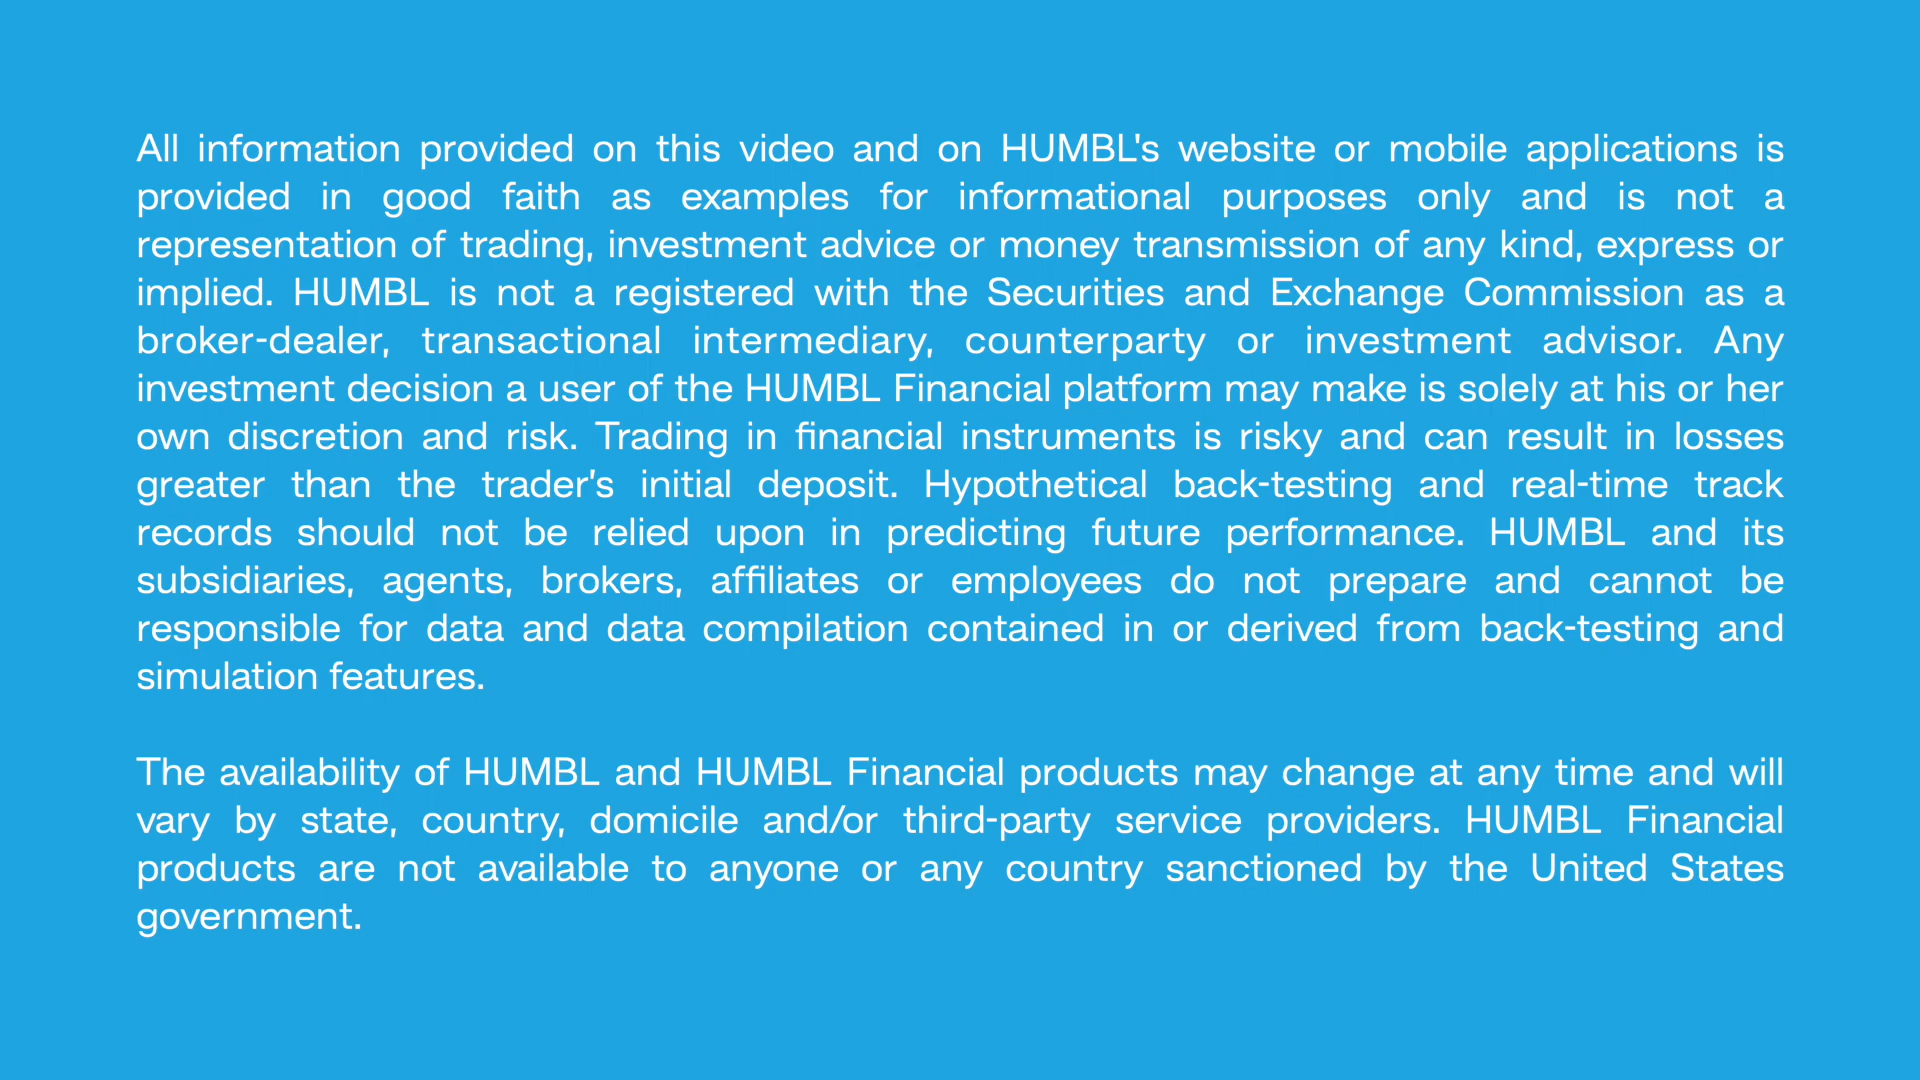 All information provided on this video and on HUMBL's website or mobile applications is
provided in good faith as examples for informational purposes only and is not a
representation of trading, investment advice or money transmission of any kind, express or
implied. HUMBL is not a registered with the Securities and Exchange Commission as a
broker-dealer, transactional intermediary, counterparty or investment advisor. Any
investment decision a user of the HUMBL Financial platform may make is solely at his or her
own discretion and risk. Trading in financial instruments is risky and can result in losses
greater than the trader’s initial deposit. Hypothetical back-testing and real-time track
records should not be relied upon in predicting future performance. HUMBL and its
subsidiaries, agents, brokers, affiliates or employees do not prepare and cannot be
responsible for data and data compilation contained in or derived from back-testing and
simulation features.
The availability of HUMBL and HUMBL Financial products may change at any time and will
vary by state, country, domicile and/or third-party service providers. HUMBL Financial
products are not available to anyone or any country sanctioned by the United States
government.